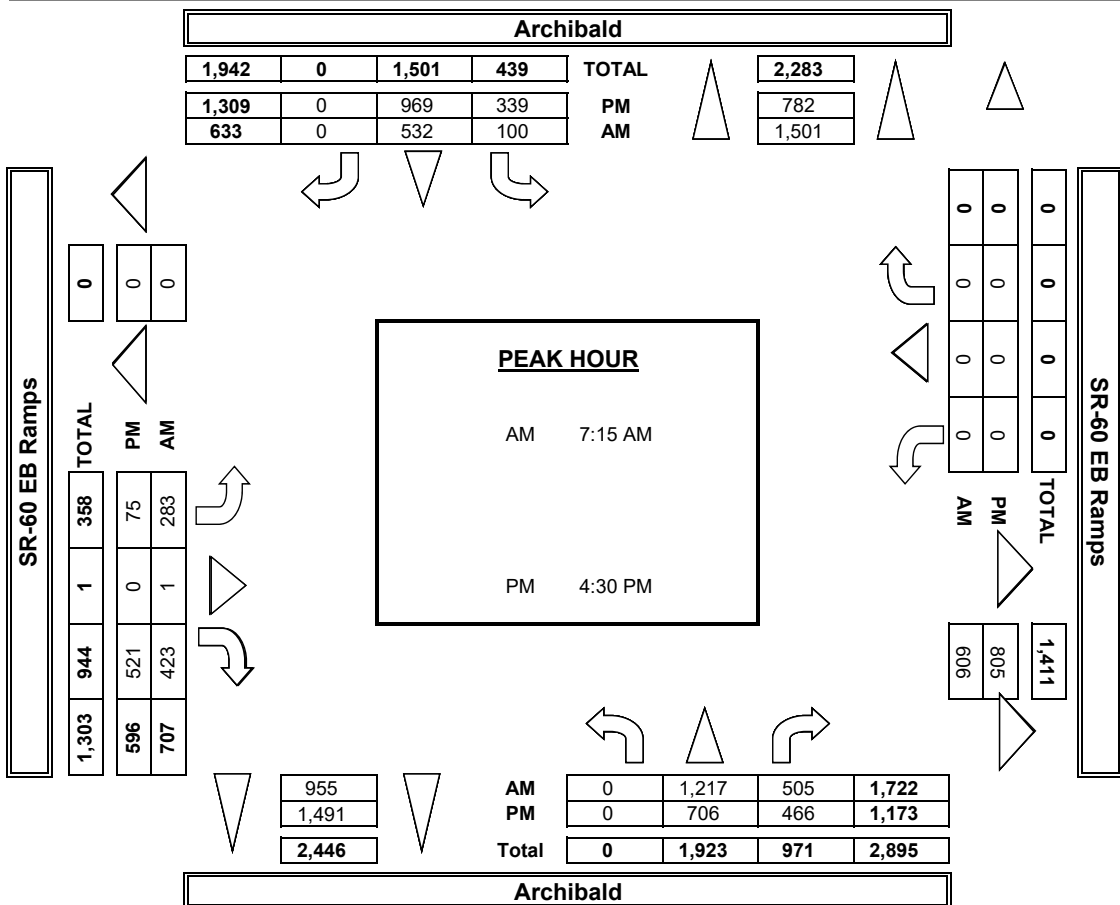 Archibald
1,942 0 1,501 439 TOTAL 2,283
1,309 0 969 339 PM 782
633 0 532 100 AM 1,501
SR-60 EB Ramps
0 0 0
TOTAL PM AM
358 75 283
1 0 1
944 521 423
1,303 596 707
PEAK HOUR
AM 7:15 AM
PM 4:30 PM
0 0 0
0 0 0
0 0 0
0 0 0
AM PM TOTAL
606 805 1,411
SR-60 EB Ramps
955 AM 0 1,217 505 1,722
1,491 PM 0 706 466 1,173
2,446 Total 0 1,923 971 2,895
Archibald